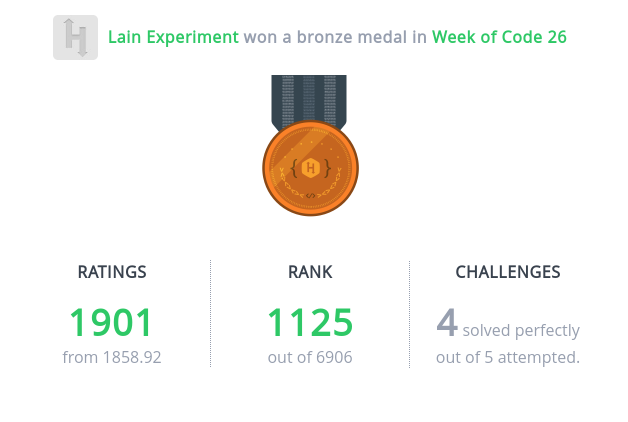 Lain Experiment won a bronze medal in Week of Code 26
{ H }
RATINGS
1901
from 1858.92
RANK
1125
out of 6906
CHALLENGES
4 solved perfectly
out of 5 attempted.